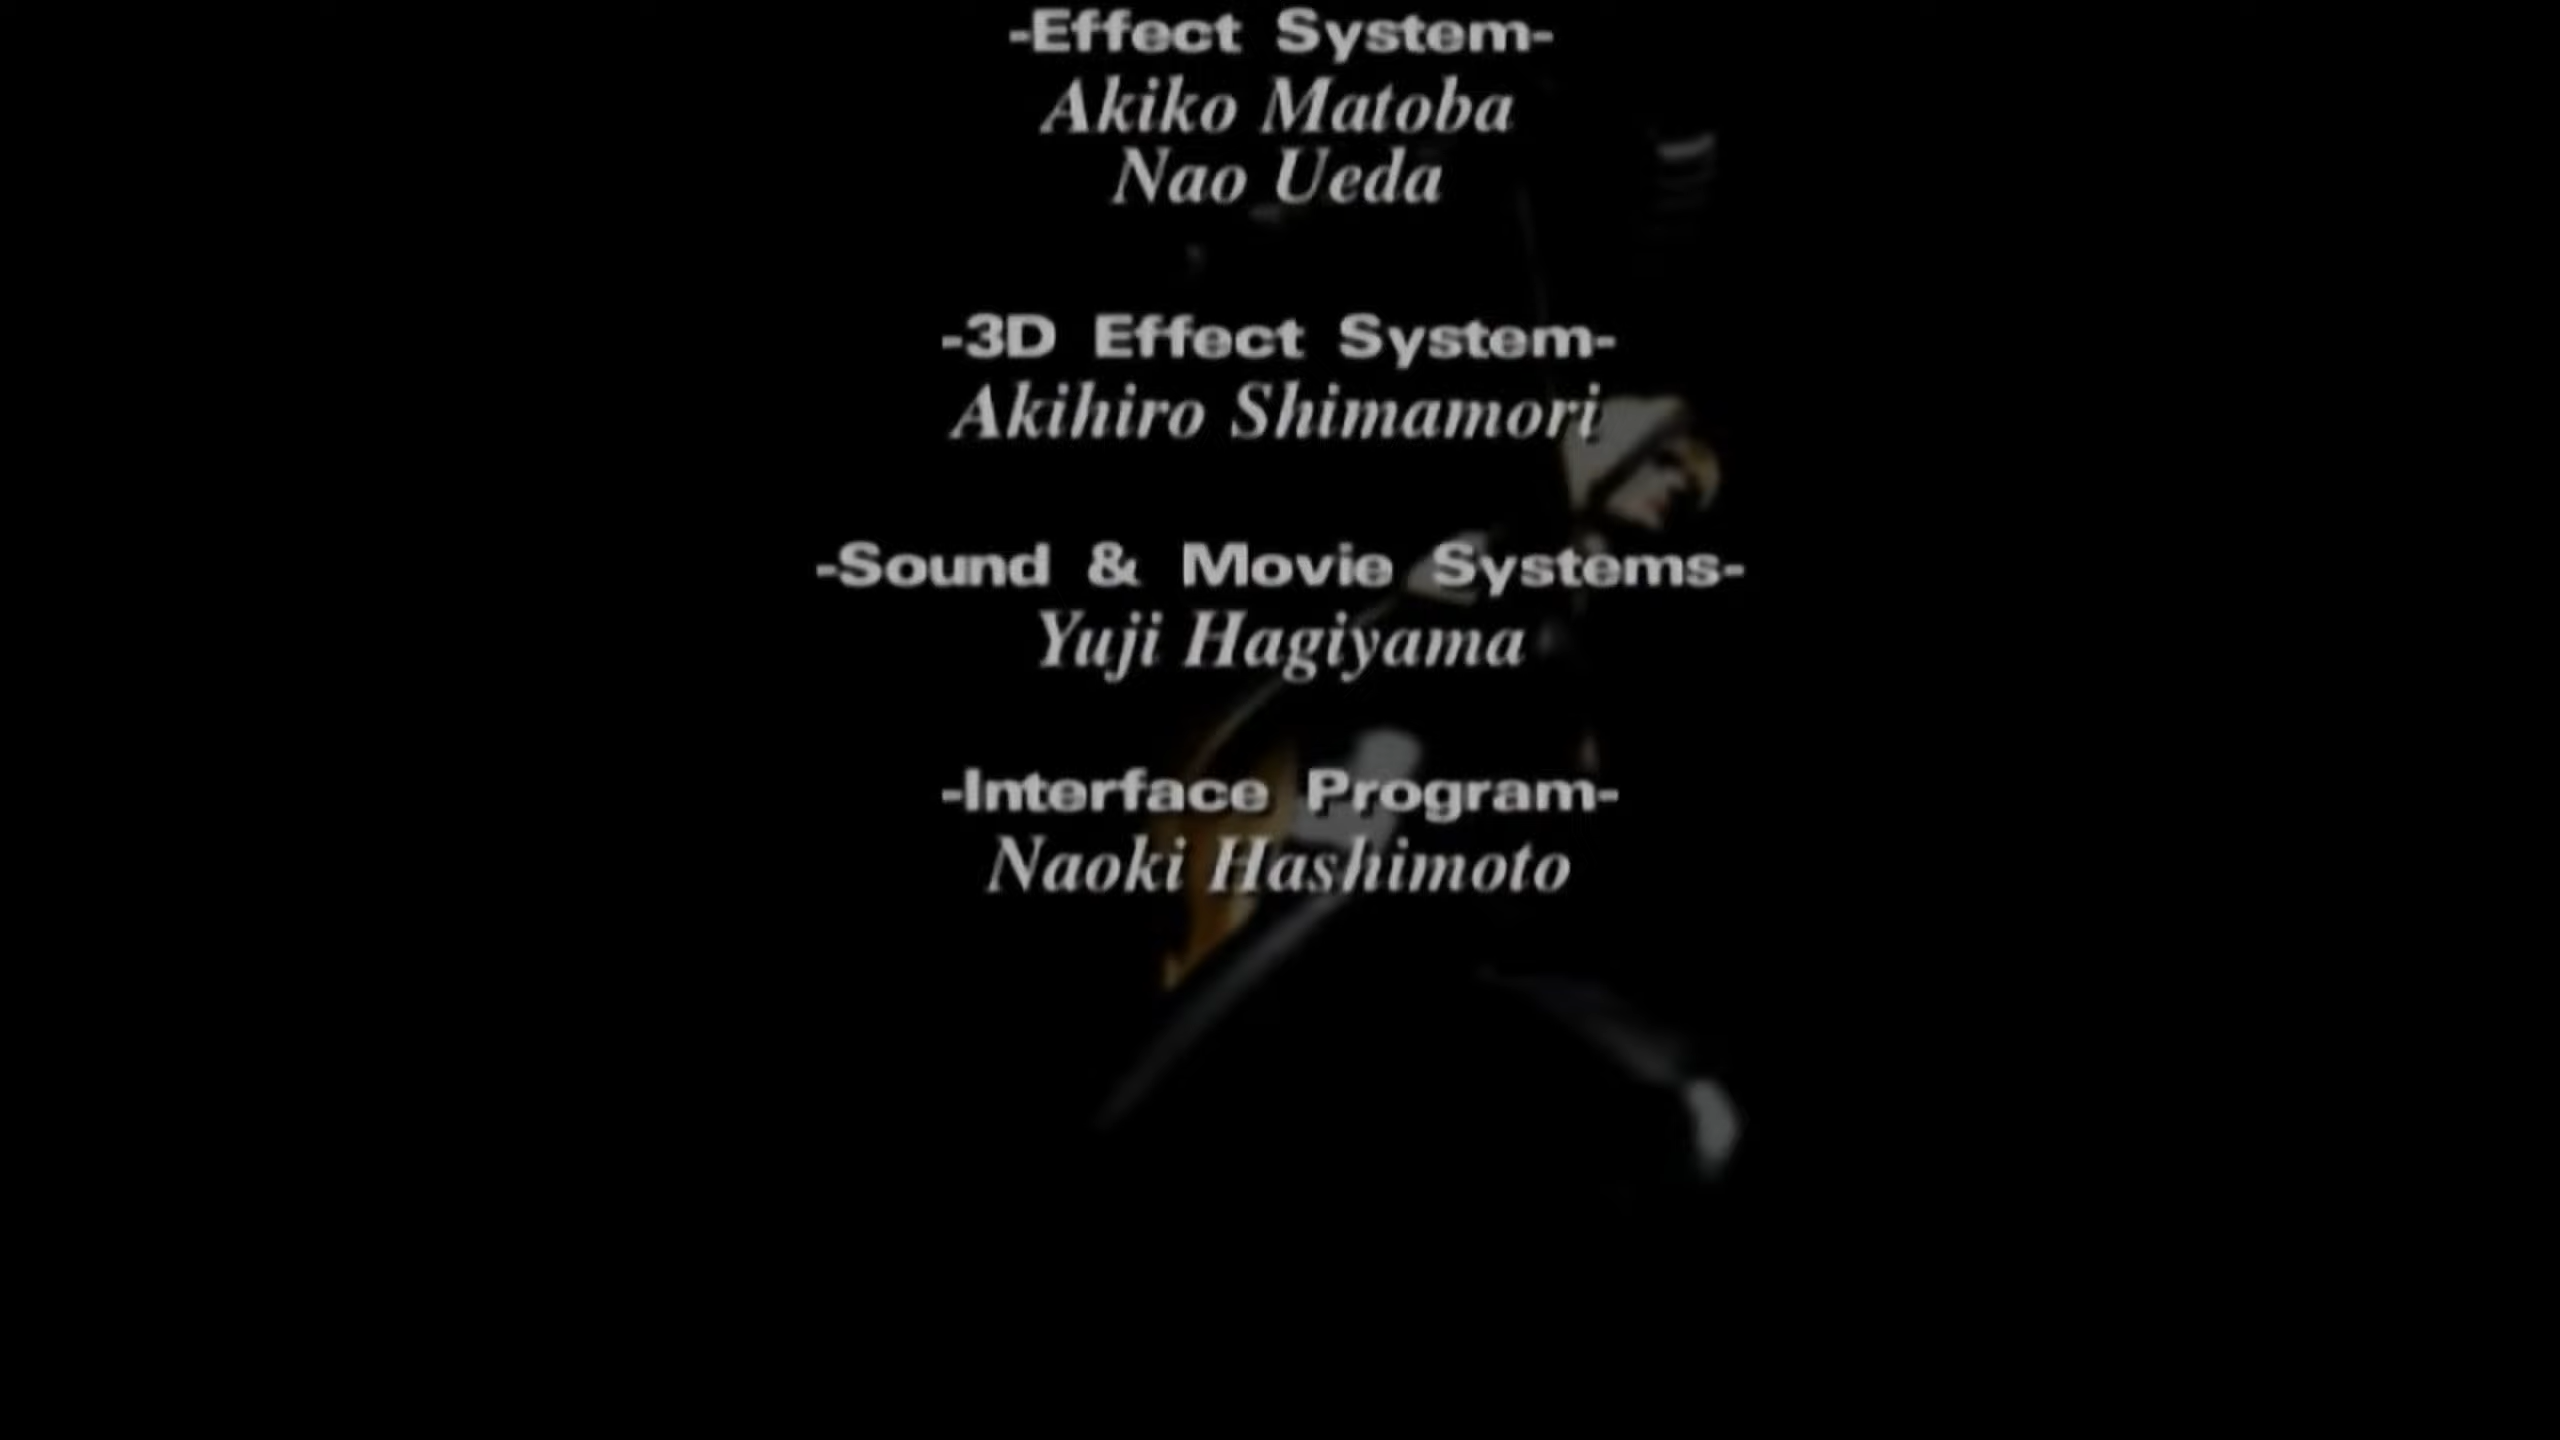 -Effect System-
Akiko Matoba
Nao Ueda
-3D Effect System-
Akihiro Shimamori
-Sound & Movie Systems-
Yuji Hagiyama
-Interface Program-
Naoki Hashimoto